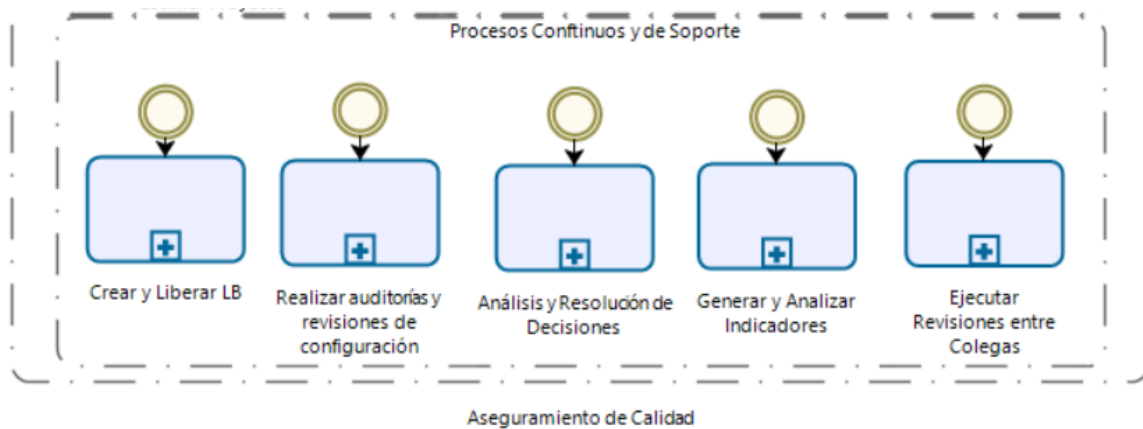 Procesos Conftinuos y de Soporte
Crear y Liberar LB
Realizar auditorías y
revisiones de
configuración
Análisis y Resolución de
Decisiones
Generar y Analizar
Indicadores
Ejecutar
Revisiones entre
Colegas
Aseguramiento de Calidad